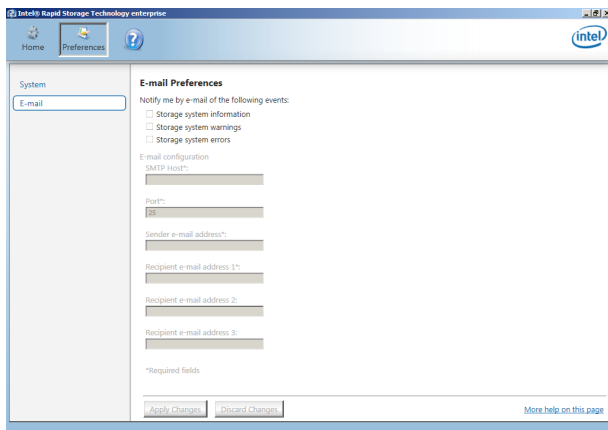 Intel® Rapid Storage Technology enterprise
Home
Preferences
?
intel
System
E-mail
E-mail Preferences
Notify me by e-mail of the following events:
Storage system information
Storage system warnings
Storage system errors
E-mail configuration
SMTP Host*:
Port*:
25
Sender e-mail address*:
Recipient e-mail address 1*:
Recipient e-mail address 2:
Recipient e-mail address 3:
*Required fields
Apply Changes
Discard Changes
More help on this page